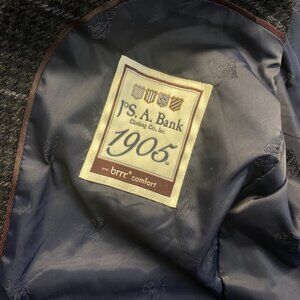 JoS. A. Bank
Clothing Co., Inc.
1905
brrr° comfort